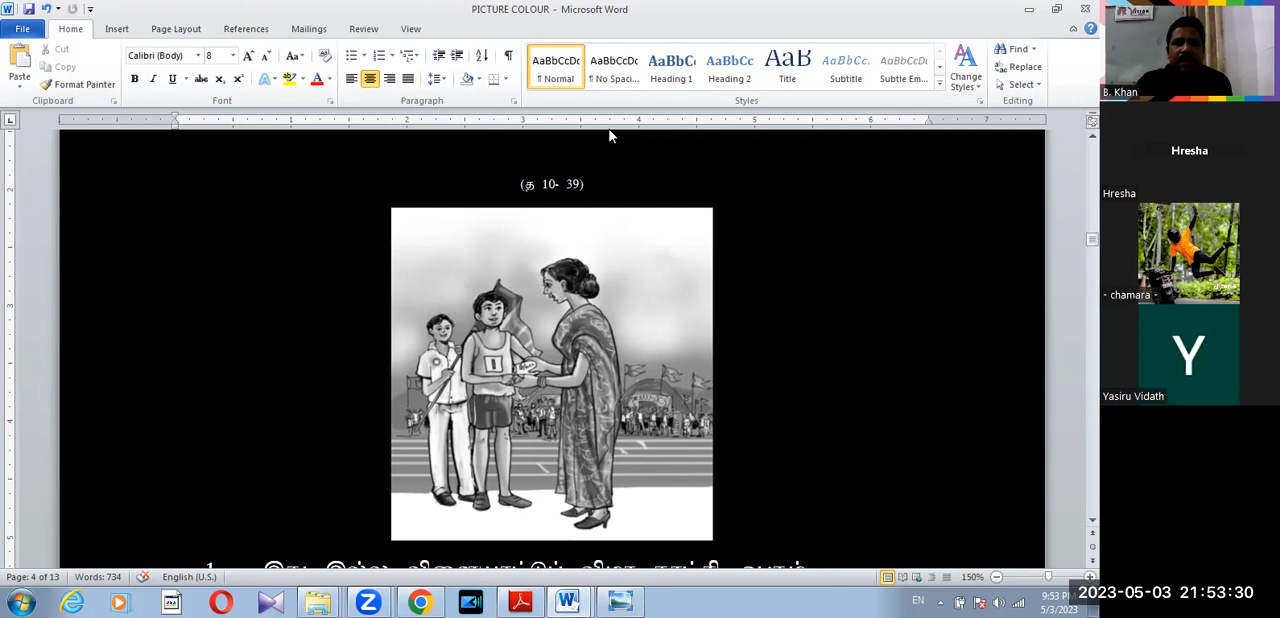 PICTURE COLOUR - Microsoft Word
File Home Insert Page Layout References Mailings Review View
Cut
Copy
Format Painter
Paste
Clipboard
Calibri (Body) 8
Font
Paragraph
AaBbCcDc AaBbCcDc AaBbC AaBbCc AaB AaBbCc. AaBbCcDc
¶ Normal ¶ No Spaci... Heading 1 Heading 2 Title Subtitle Subtle Em...
Change Styles
Styles
Find
Replace
Select
Editing
(த 10- 39)
1
1. இது இல்ல விளையாட்டுப் விழா காட்சி
Page: 4 of 13 Words: 734 English (U.S.) 150%
EN
9:53 PM
5/3/2023
2023-05-03 21:53:30
B. Khan
Hresha
Hresha
- chamara -
Y
Yasiru Vidath